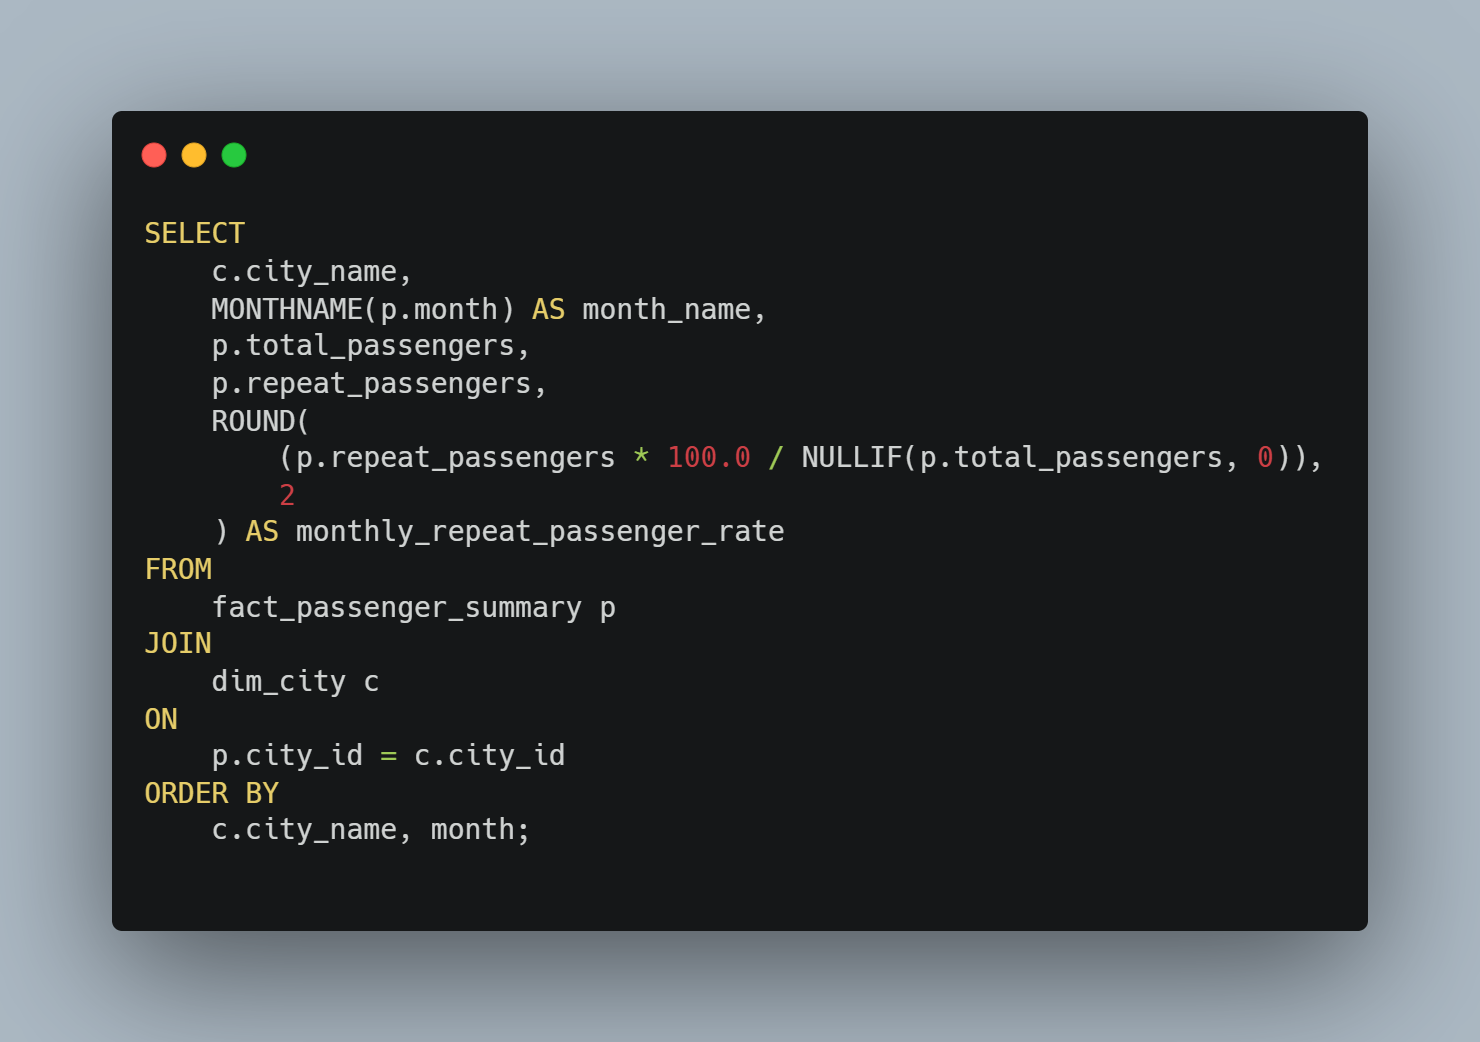 SELECT
    c.city_name,
    MONTHNAME(p.month) AS month_name,
    p.total_passengers,
    p.repeat_passengers,
    ROUND(
        (p.repeat_passengers * 100.0 / NULLIF(p.total_passengers, 0)),
        2
    ) AS monthly_repeat_passenger_rate
FROM
    fact_passenger_summary p
JOIN
    dim_city c
ON
    p.city_id = c.city_id
ORDER BY
    c.city_name, month;